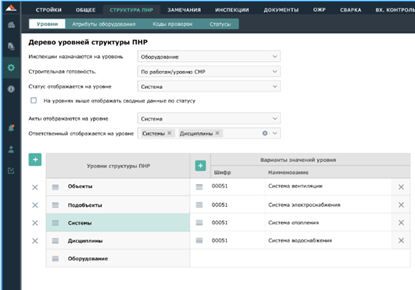 СТРОЙКИ ОБЩЕЕ СТРУКТУРА ПНР ЗАМЕЧАНИЯ ИНСПЕКЦИИ ДОКУМЕНТЫ ОЖР СВАРКА ВХ. КОНТРОЛЬ
Уровни Атрибуты оборудования Коды проверок Статусы
Дерево уровней структуры ПНР
Инспекции назначаются на уровень Оборудование
Строительная готовность. По работам/уровню СМР
Статус отображается на уровне Система
На уровнях выше отображать сводные данные по статусу
Акты отображаются на уровне Система
Ответственный отображается на уровне Системы Дисциплины
Уровни структуры ПНР Варианты значений уровня
Шифр Наименование
Объекты 00051 Система вентиляции
Подобъекты 00051 Система электроснабжения
Системы 00051 Система отопления
Дисциплины 00051 Система водоснабжения
Оборудование